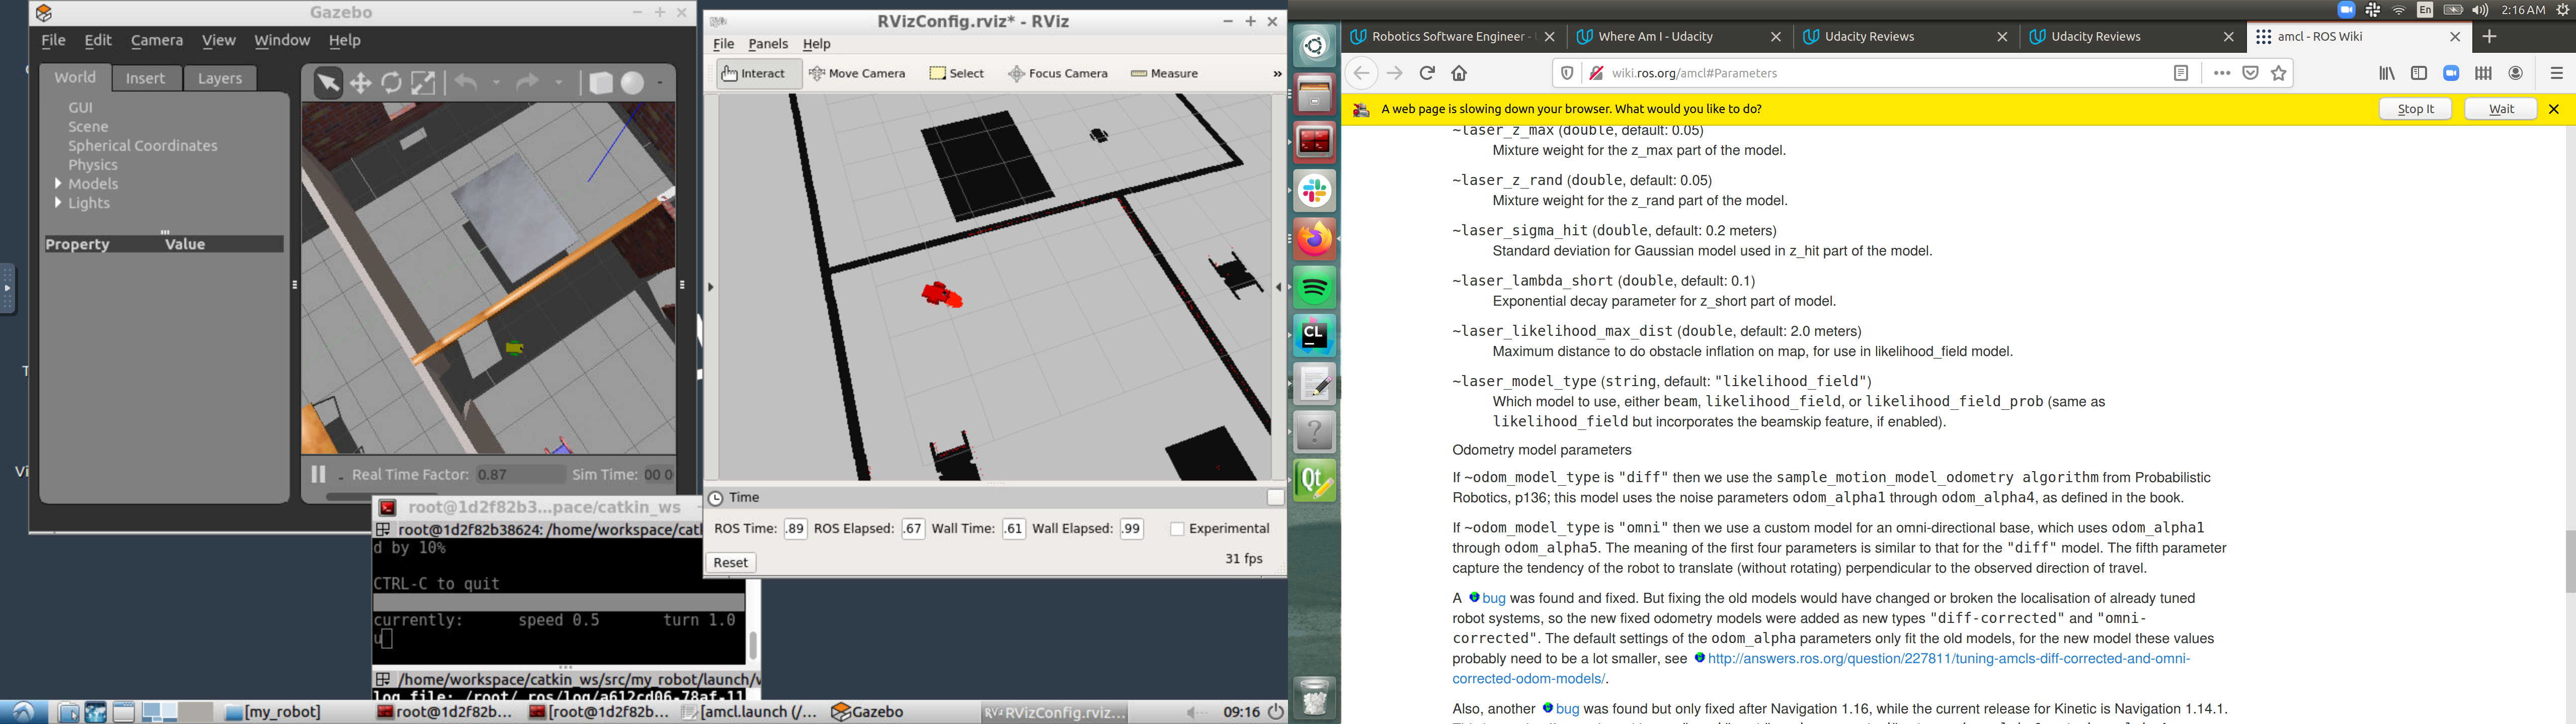 Gazebo
File Edit Camera View Window Help
World Insert Layers
GUI
Scene
Spherical Coordinates
Physics
Models
Lights
Property Value
Real Time Factor: 0.87 Sim Time: 00 0
root@1d2f82b3...pace/catkin_ws
root@1d2f82b38624: /home/workspace/catk
d by 10%
CTRL-C to quit
currently: speed 0.5 turn 1.0
u
/home/workspace/catkin_ws/src/my_robot/launch/v
log file: /root/.ros/log/a612cd06-78af-11
RVizConfig.rviz* - RViz
File Panels Help
Interact Move Camera Select Focus Camera Measure »
Time
ROS Time: .89 ROS Elapsed: .67 Wall Time: .61 Wall Elapsed: .99 Experimental
Reset 31 fps
[my_robot] root@1d2f82b... [root@1d2f82b... [amcl.launch (/... Gazebo RVizConfig.rviz... 09:16
CL
Qt
En 2:16 AM
Robotics Software Engineer - Where Am I - Udacity Udacity Reviews Udacity Reviews amcl - ROS Wiki
wiki.ros.org/amcl#Parameters
A web page is slowing down your browser. What would you like to do? Stop It Wait
~laser_z_max (double, default: 0.05)
Mixture weight for the z_max part of the model.
~laser_z_rand (double, default: 0.05)
Mixture weight for the z_rand part of the model.
~laser_sigma_hit (double, default: 0.2 meters)
Standard deviation for Gaussian model used in z_hit part of the model.
~laser_lambda_short (double, default: 0.1)
Exponential decay parameter for z_short part of model.
~laser_likelihood_max_dist (double, default: 2.0 meters)
Maximum distance to do obstacle inflation on map, for use in likelihood_field model.
~laser_model_type (string, default: "likelihood_field")
Which model to use, either beam, likelihood_field, or likelihood_field_prob (same as
likelihood_field but incorporates the beamskip feature, if enabled).
Odometry model parameters
If ~odom_model_type is "diff" then we use the sample_motion_model_odometry algorithm from Probabilistic
Robotics, p136; this model uses the noise parameters odom_alpha1 through odom_alpha4, as defined in the book.
If ~odom_model_type is "omni" then we use a custom model for an omni-directional base, which uses odom_alpha1
through odom_alpha5. The meaning of the first four parameters is similar to that for the "diff" model. The fifth parameter
capture the tendency of the robot to translate (without rotating) perpendicular to the observed direction of travel.
A bug was found and fixed. But fixing the old models would have changed or broken the localisation of already tuned
robot systems, so the new fixed odometry models were added as new types "diff-corrected" and "omni-
corrected". The default settings of the odom_alpha parameters only fit the old models, for the new model these values
probably need to be a lot smaller, see http://answers.ros.org/question/227811/tuning-amcls-diff-corrected-and-omni-
corrected-odom-models/.
Also, another bug was found but only fixed after Navigation 1.16, while the current release for Kinetic is Navigation 1.14.1.